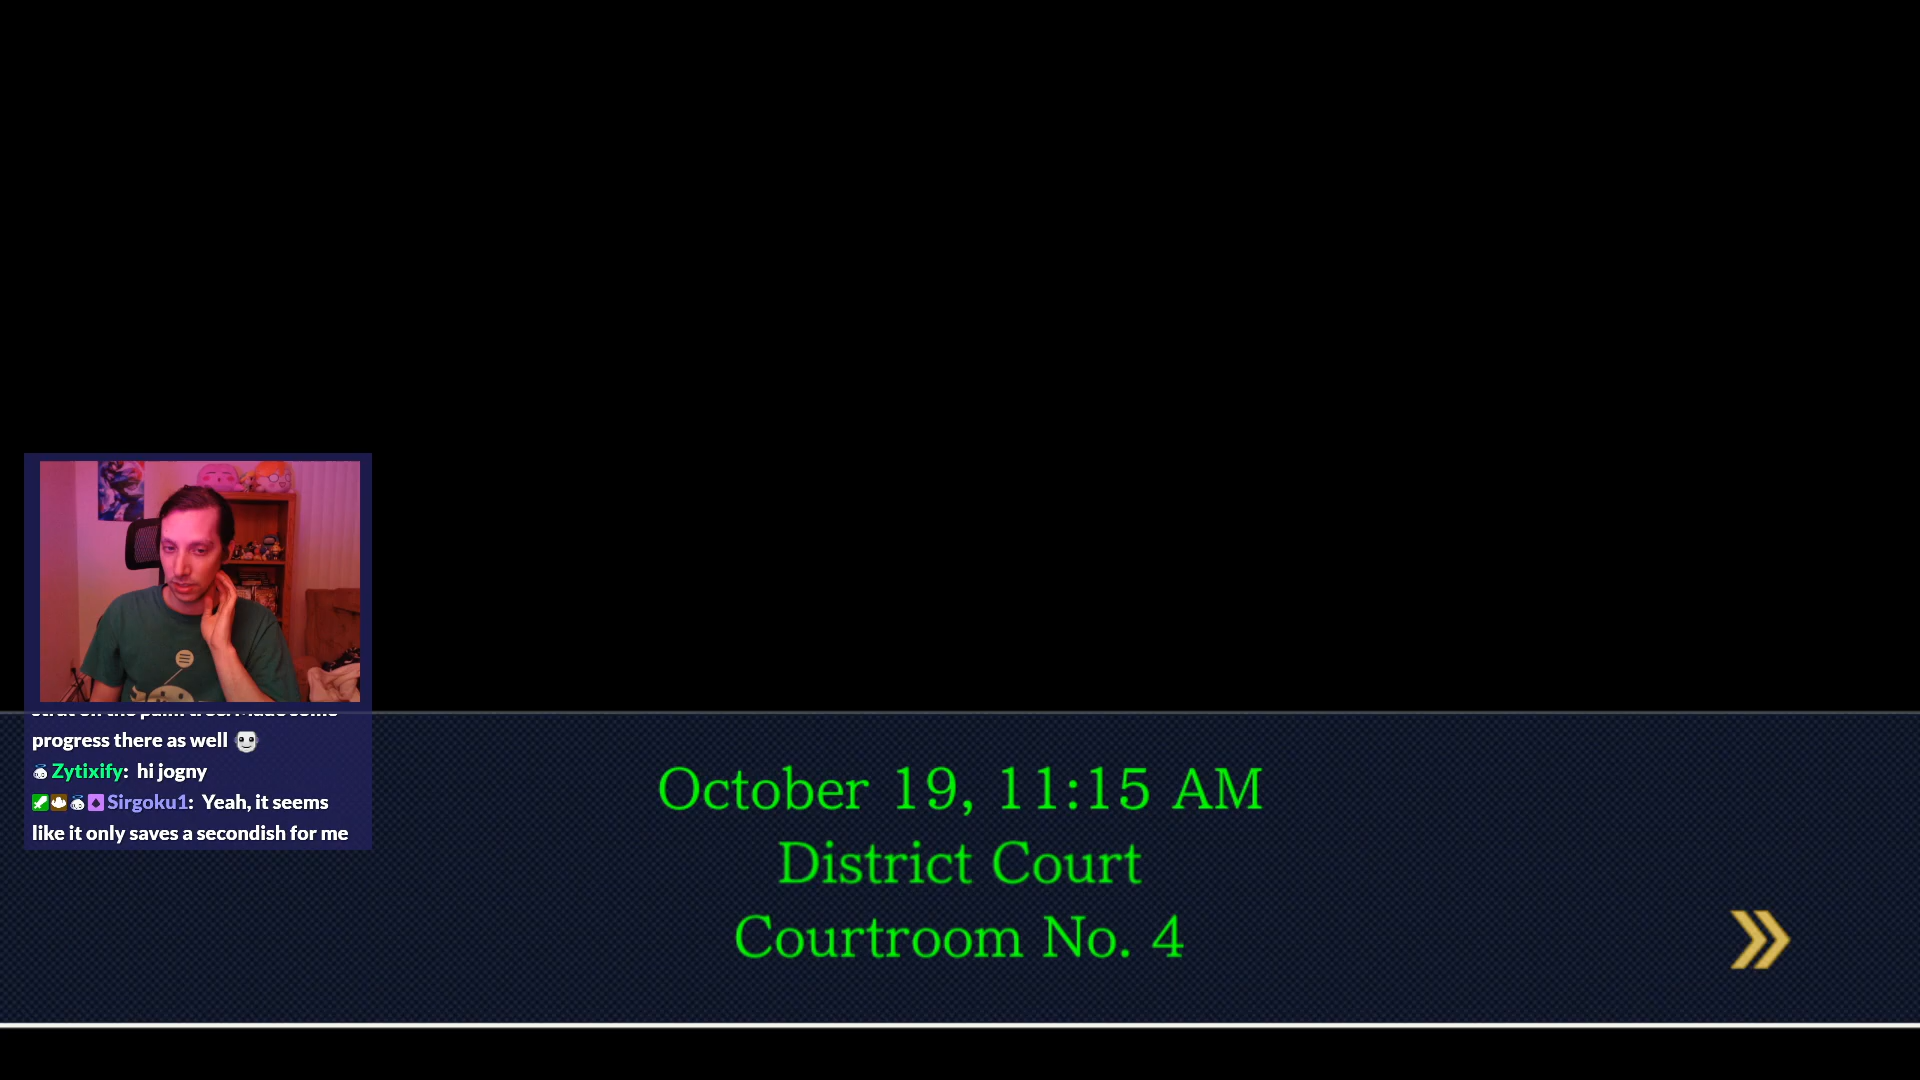 progress there as well
Zytixify: hi jogny
Sirgoku1: Yeah, it seems
like it only saves a secondish for me
October 19, 11:15 AM
District Court
Courtroom No. 4